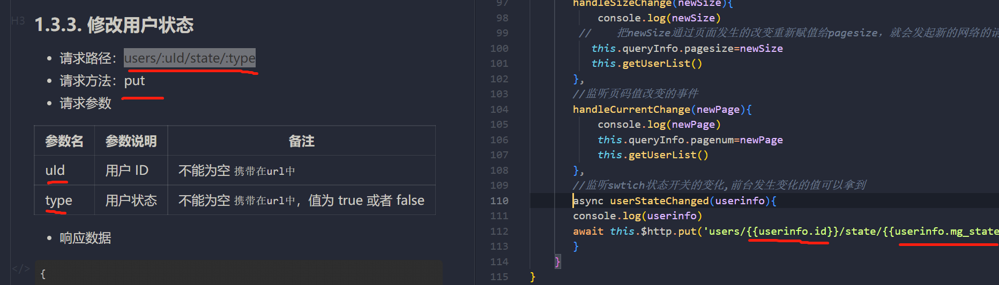 H3
1.3.3. 修改用户状态
请求路径：users/:uId/state/:type
请求方法：put
请求参数
参数名 参数说明 备注
uId 用户 ID 不能为空 携带在url中
type 用户状态 不能为空 携带在url中，值为 true 或者 false
响应数据
</>
{
97 handleSizeChange(newSize){
98 console.log(newSize)
99 // 把newSize通过页面发生的改变重新赋值给pagesize，就会发起新的网络的请
100 this.queryInfo.pagesize=newSize
101 this.getUserList()
102 },
103 //监听页码值改变的事件
104 handleCurrentChange(newPage){
105 console.log(newPage)
106 this.queryInfo.pagenum=newPage
107 this.getUserList()
108 },
109 //监听swtich状态开关的变化,前台发生变化的值可以拿到
110 async userStateChanged(userinfo){
111 console.log(userinfo)
112 await this.$http.put('users/{{userinfo.id}}/state/{{userinfo.mg_state
113 }
114 }
115 }